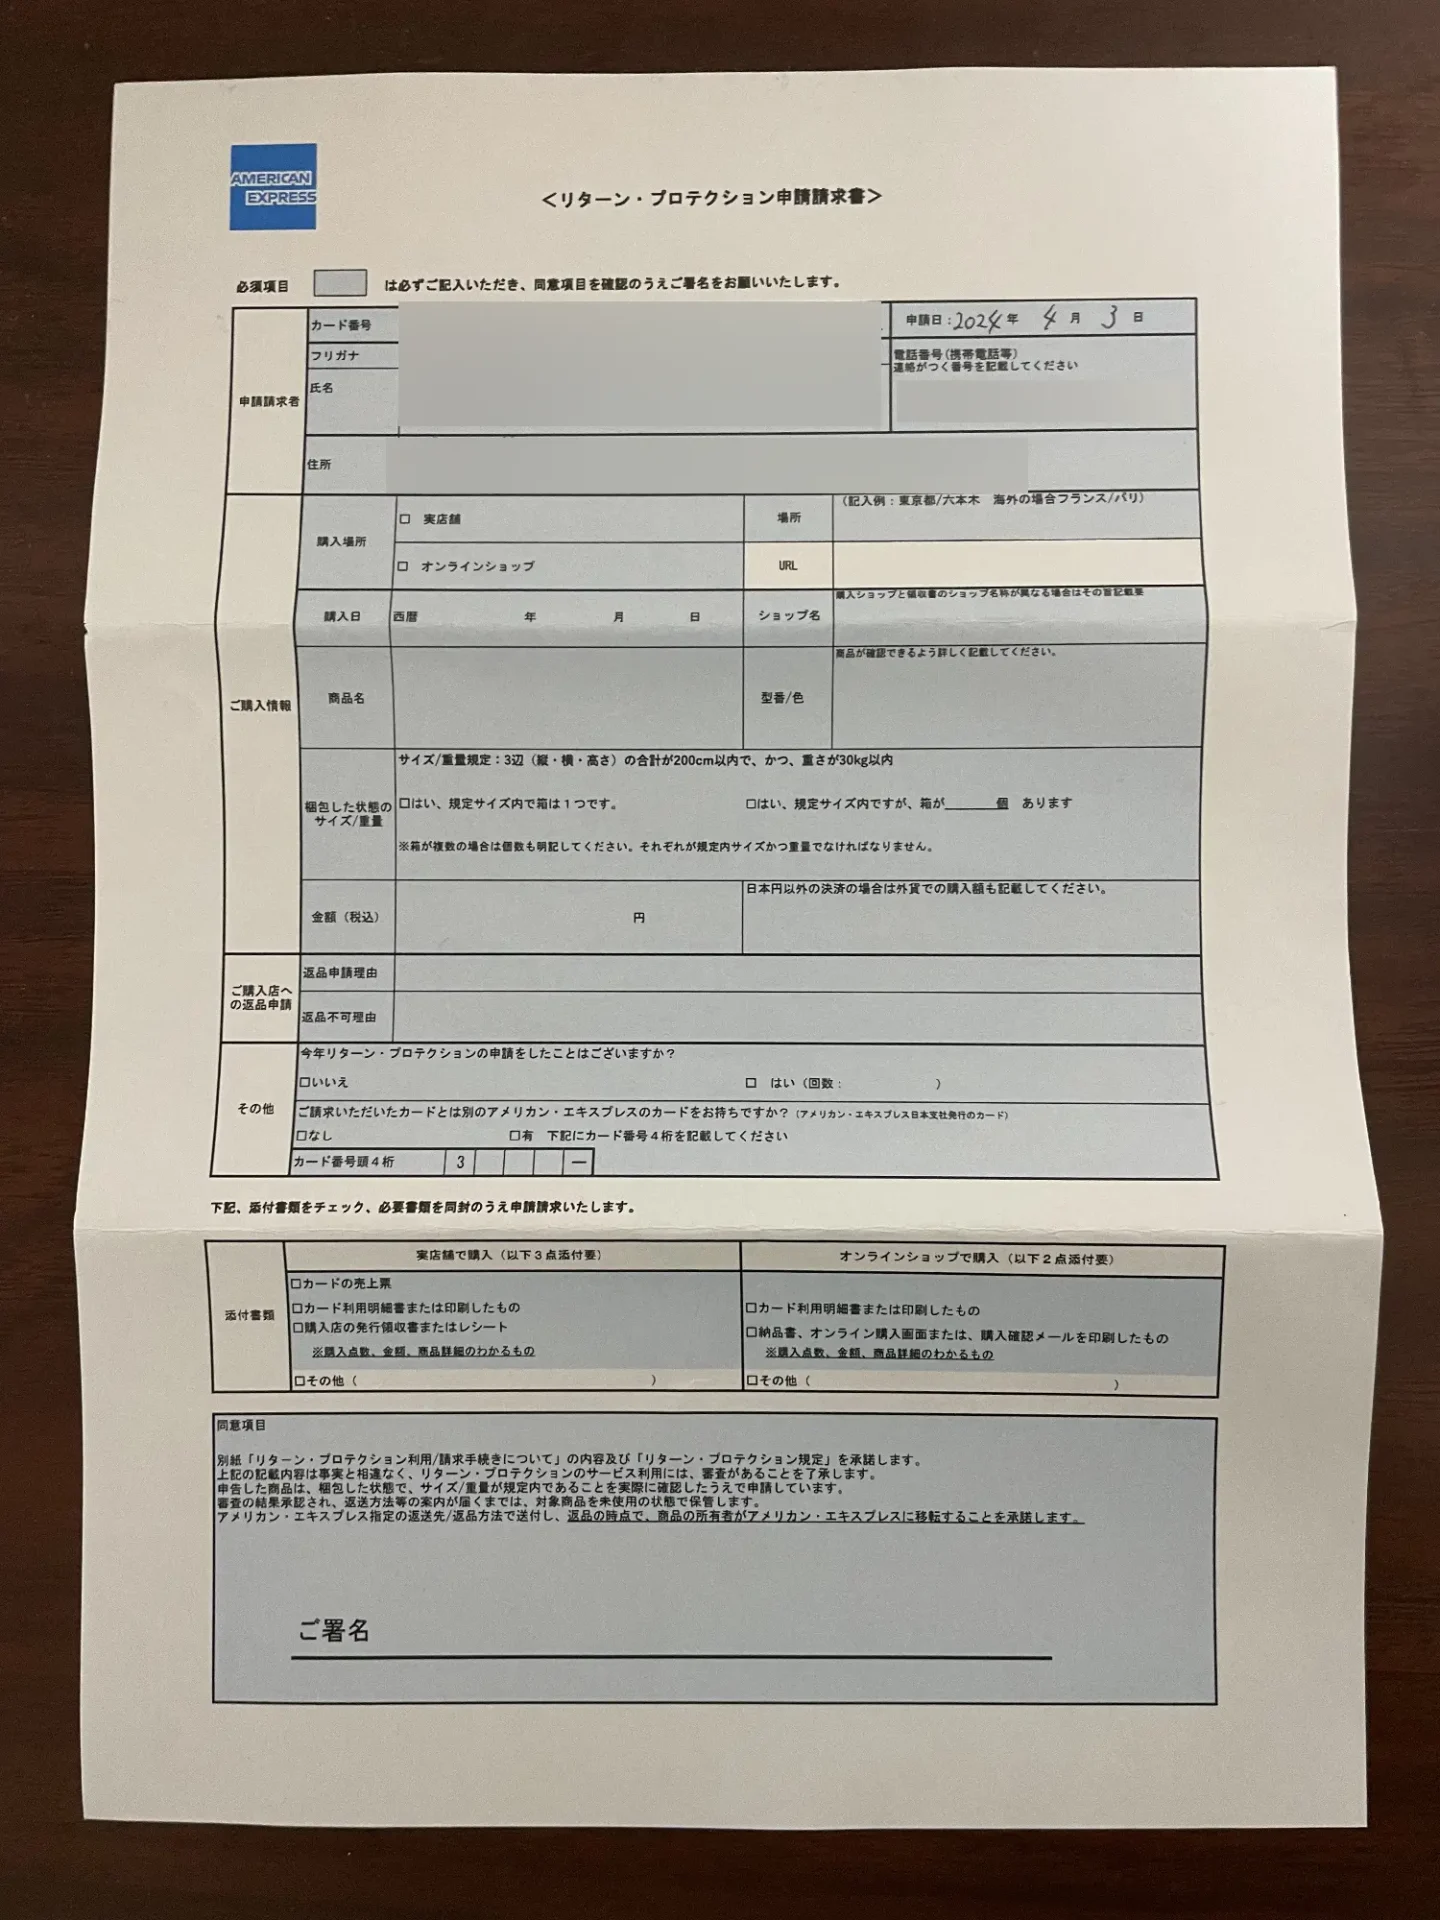 AMERICAN
EXPRESS
＜リターン・プロテクション申請請求書＞
必須項目 は必ずご記入いただき、同意項目を確認のうえご署名をお願いいたします。
申請請求者
カード番号
申請日：2024年 4月 3日
フリガナ
電話番号（携帯電話等）
連絡がつく番号を記載してください
氏名
住所
ご購入情報
購入場所
□ 実店舗
場所
（記入例：東京都/六本木　海外の場合フランス/パリ）
□ オンラインショップ
URL
購入日
西暦 年 月 日
ショップ名
購入ショップと領収書のショップ名称が異なる場合はその旨記載要
商品名
型番/色
商品が確認できるよう詳しく記載してください。
梱包した状態の
サイズ/重量
サイズ/重量規定：3辺（縦・横・高さ）の合計が200cm以内で、かつ、重さが30kg以内
□はい、規定サイズ内で箱は１つです。
□はい、規定サイズ内ですが、箱が　　　個　あります
※箱が複数の場合は個数も明記してください。それぞれが規定内サイズかつ重量でなければなりません。
金額（税込）
円
日本円以外の決済の場合は外貨での購入額も記載してください。
ご購入店へ
の返品申請
返品申請理由
返品不可理由
その他
今年リターン・プロテクションの申請をしたことはございますか？
□いいえ
□　はい（回数：　　　　　）
ご請求いただいたカードとは別のアメリカン・エキスプレスのカードをお持ちですか？（アメリカン・エキスプレス日本支社発行のカード）
□なし
□有　下記にカード番号４桁を記載してください
カード番号頭４桁
3
ー
下記、添付書類をチェック、必要書類を同封のうえ申請請求いたします。
添付書類
実店舗で購入（以下３点添付要）
オンラインショップで購入（以下２点添付要）
□カードの売上票
□カード利用明細書または印刷したもの
□購入店の発行領収書またはレシート
※購入点数、金額、商品詳細のわかるもの
□その他（　　　　　）
□カード利用明細書または印刷したもの
□納品書、オンライン購入画面または、購入確認メールを印刷したもの
※購入点数、金額、商品詳細のわかるもの
□その他（　　　　　）
同意項目
別紙「リターン・プロテクション利用/請求手続きについて」の内容及び「リターン・プロテクション規定」を承諾します。
上記の記載内容は事実と相違なく、リターン・プロテクションのサービス利用には、審査があることを了承します。
申告した商品は、梱包した状態で、サイズ/重量が規定内であることを実際に確認したうえで申請しています。
審査の結果承認され、返送方法等の案内が届くまでは、対象商品を未使用の状態で保管します。
アメリカン・エキスプレス指定の返送先/返品方法で送付し、返品の時点で、商品の所有者がアメリカン・エキスプレスに移転することを承諾します。
ご署名